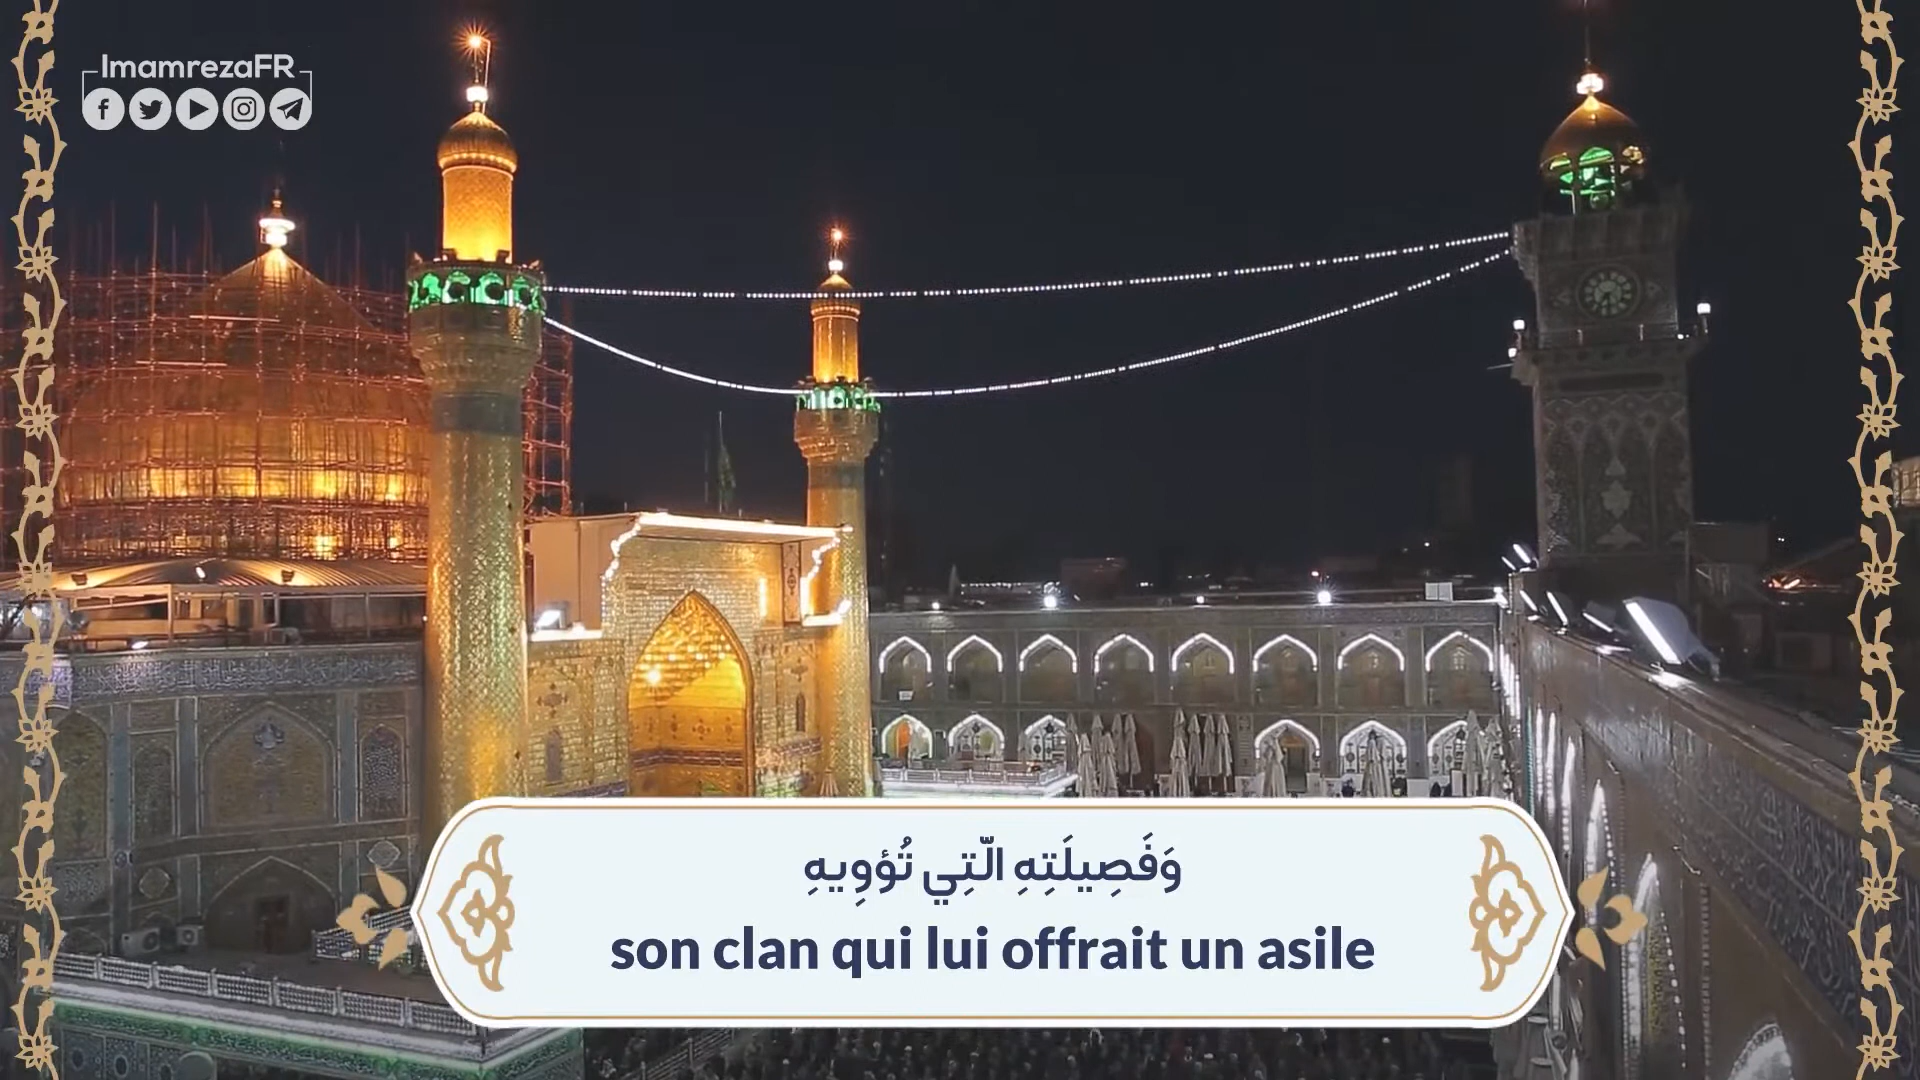 ImamrezaFR
وَفَصِيلَتِهِ الَّتِي تُؤوِيهِ
son clan qui lui offrait un asile